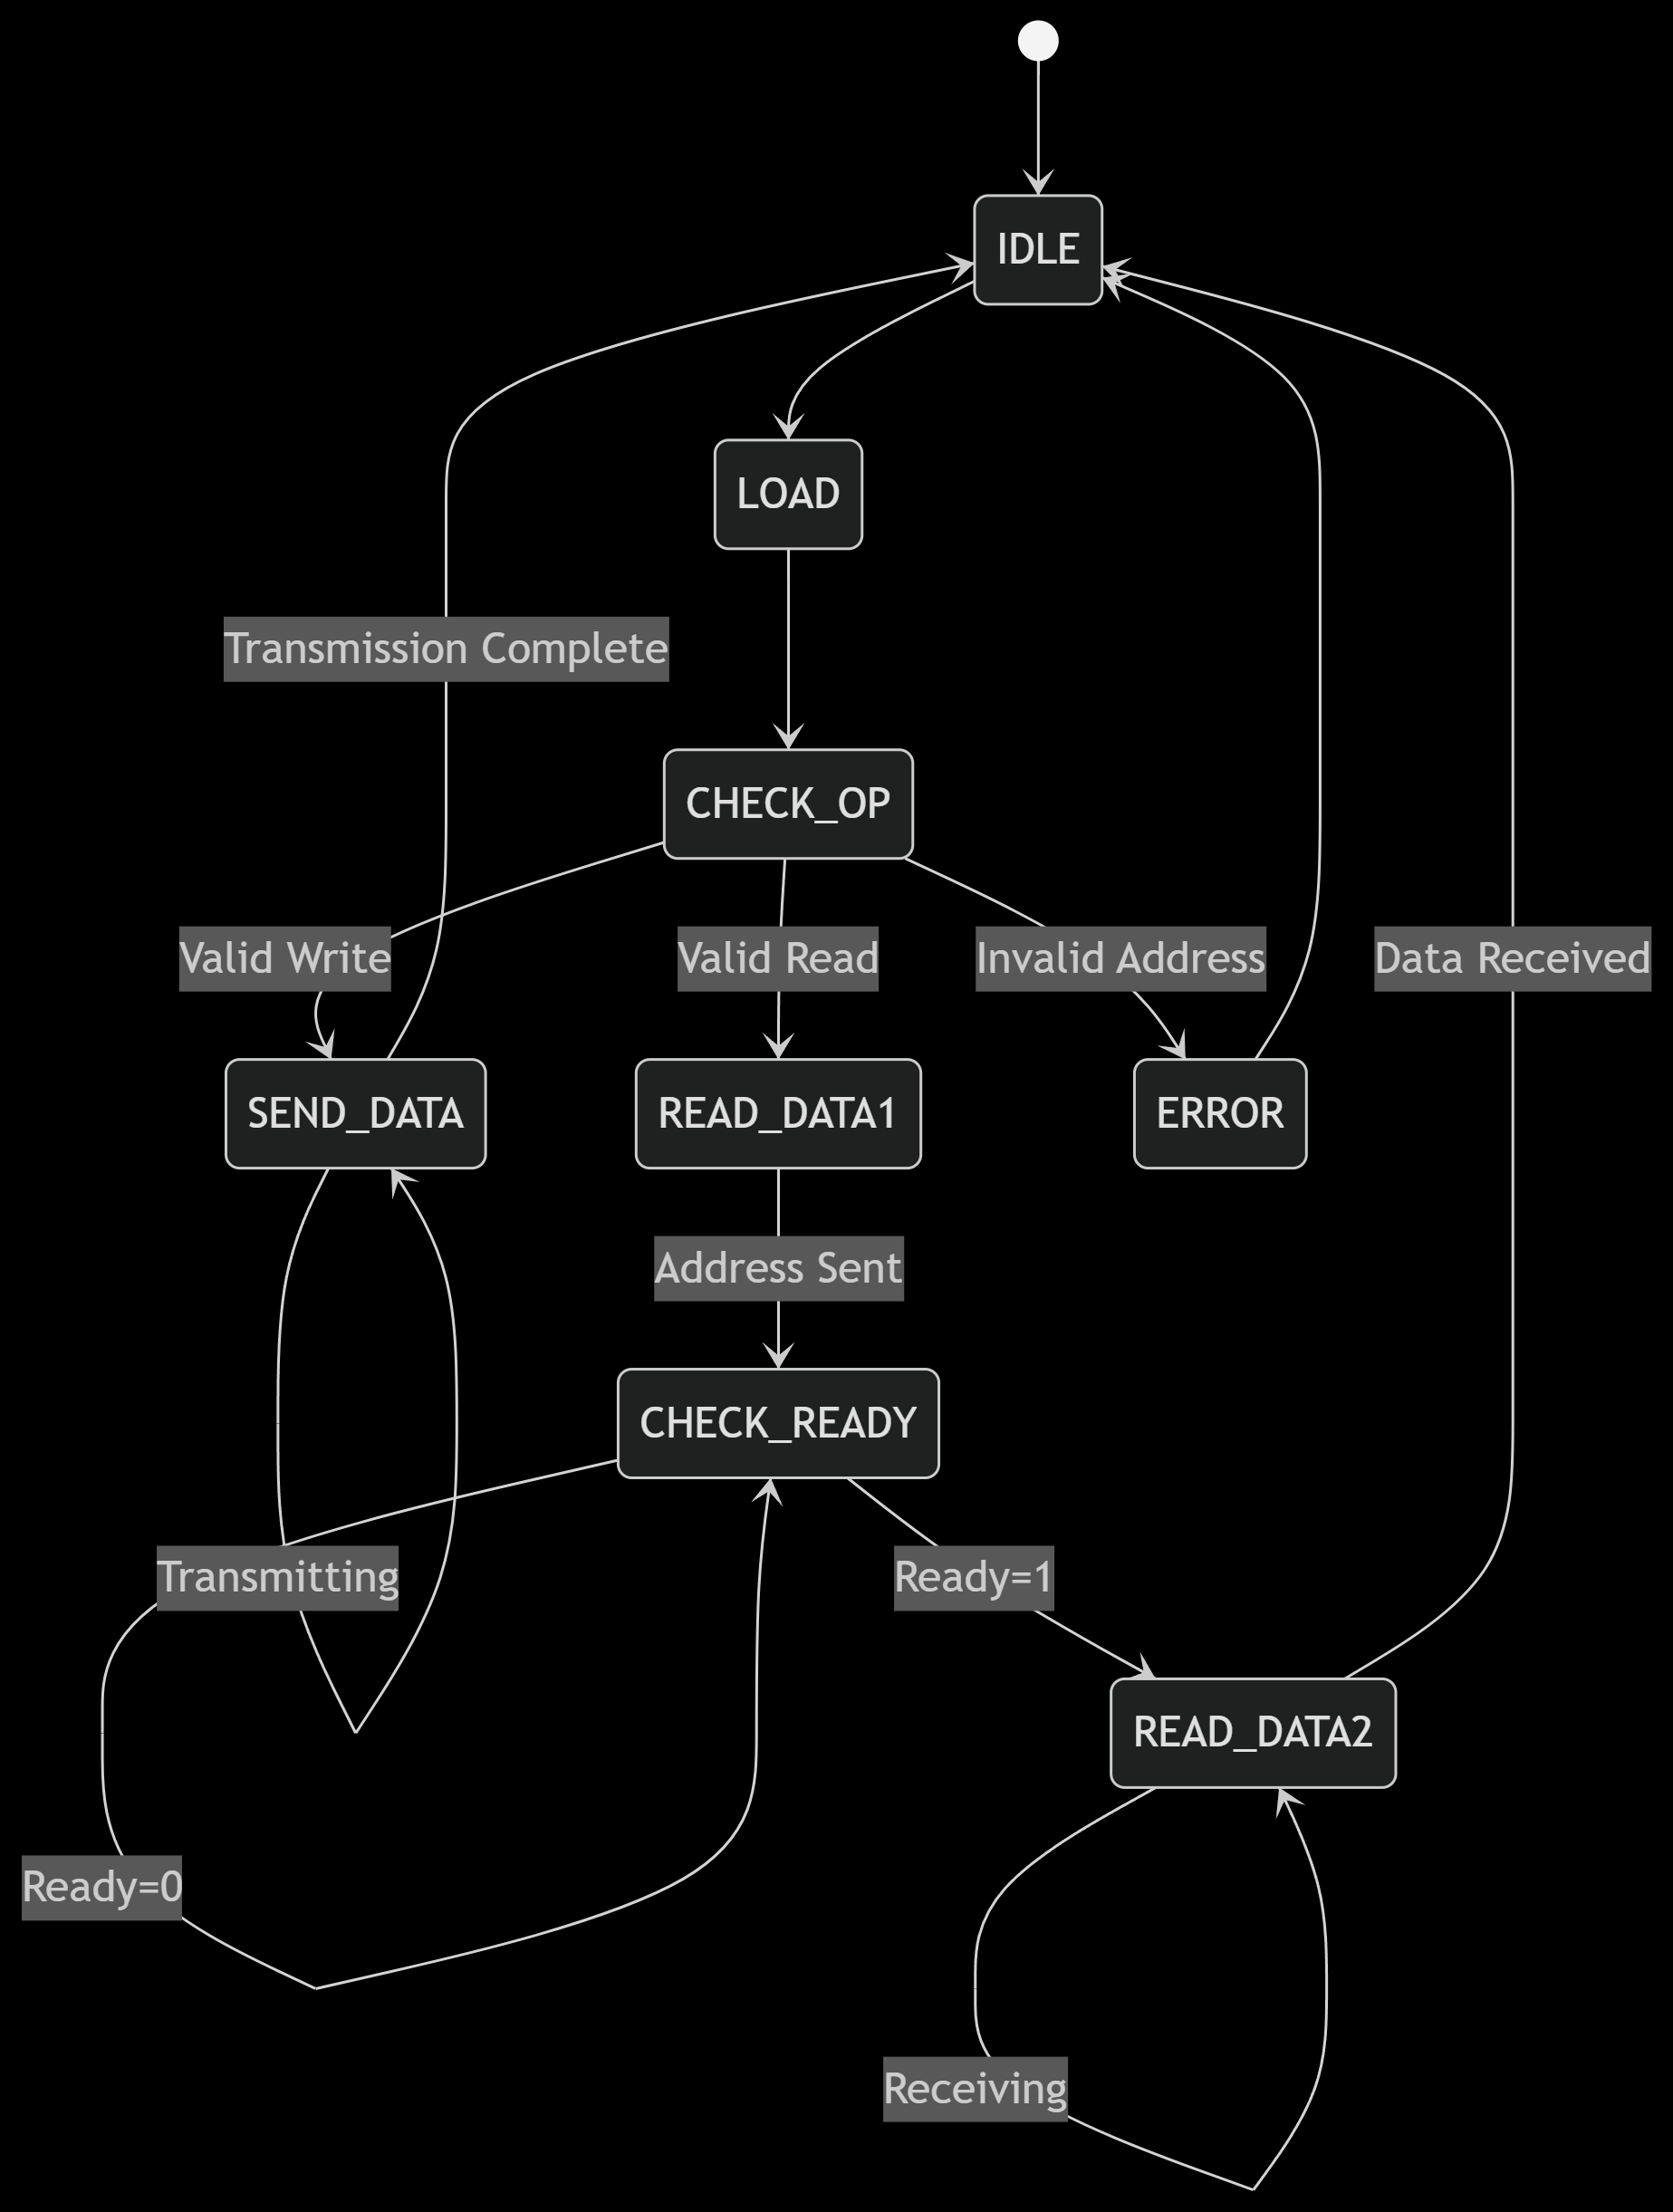 IDLE
LOAD
Transmission Complete
CHECK_OP
Valid Write
Valid Read
Invalid Address
Data Received
SEND_DATA
READ_DATA1
ERROR
Address Sent
CHECK_READY
Transmitting
Ready=1
READ_DATA2
Ready=0
Receiving